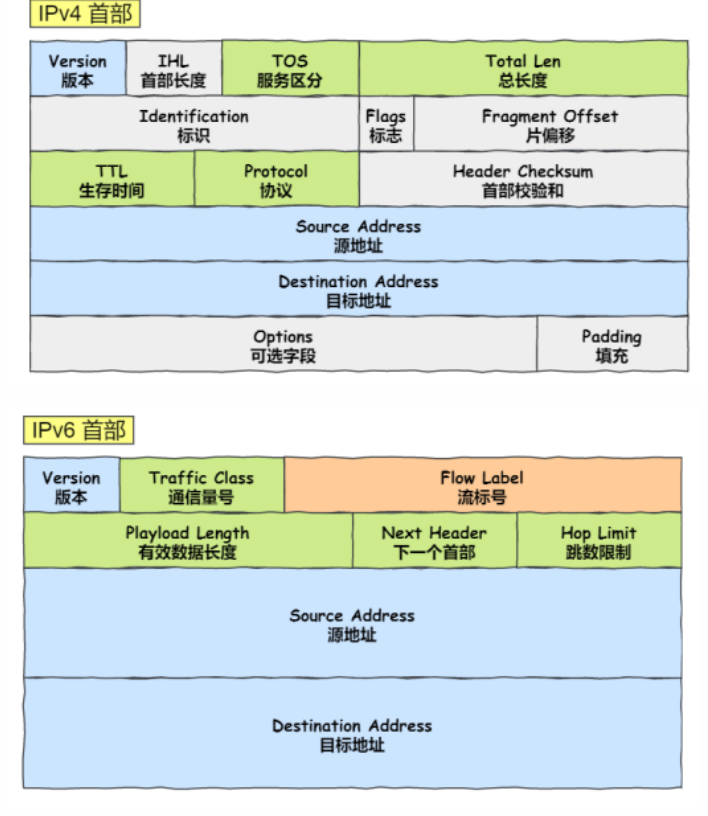 IPv4 首部
Version
版本
IHL
首部长度
TOS
服务区分
Total Len
总长度
Identification
标识
Flags
标志
Fragment Offset
片偏移
TTL
生存时间
Protocol
协议
Header Checksum
首部校验和
Source Address
源地址
Destination Address
目标地址
Options
可选字段
Padding
填充
IPv6 首部
Version
版本
Traffic Class
通信量号
Flow Label
流标号
Playload Length
有效数据长度
Next Header
下一个首部
Hop Limit
跳数限制
Source Address
源地址
Destination Address
目标地址